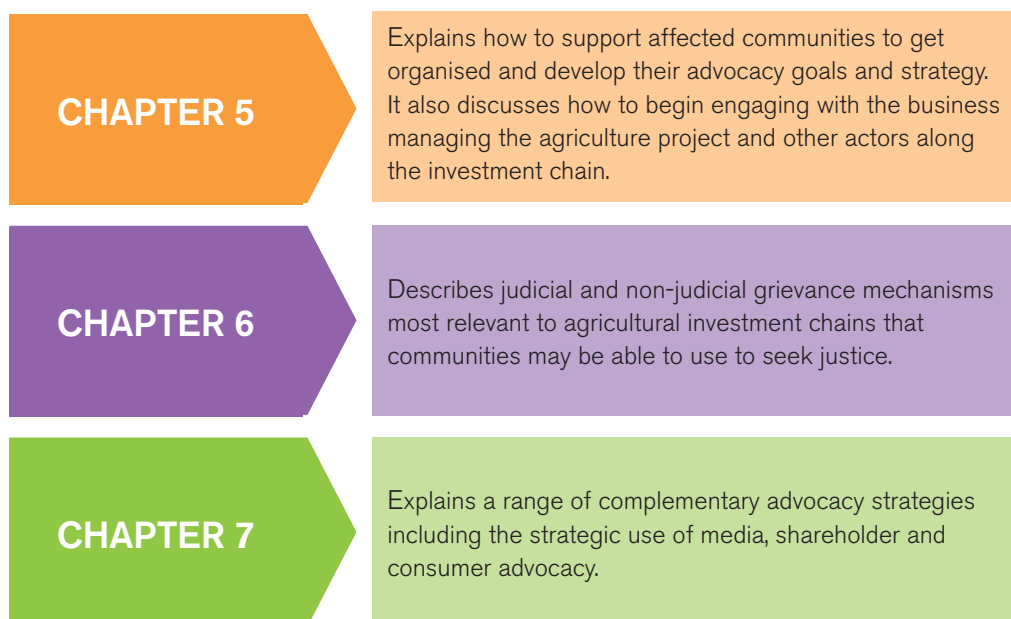 CHAPTER 5
Explains how to support affected communities to get
organised and develop their advocacy goals and strategy.
It also discusses how to begin engaging with the business
managing the agriculture project and other actors along
the investment chain.
CHAPTER 6
Describes judicial and non-judicial grievance mechanisms
most relevant to agricultural investment chains that
communities may be able to use to seek justice.
CHAPTER 7
Explains a range of complementary advocacy strategies
including the strategic use of media, shareholder and
consumer advocacy.